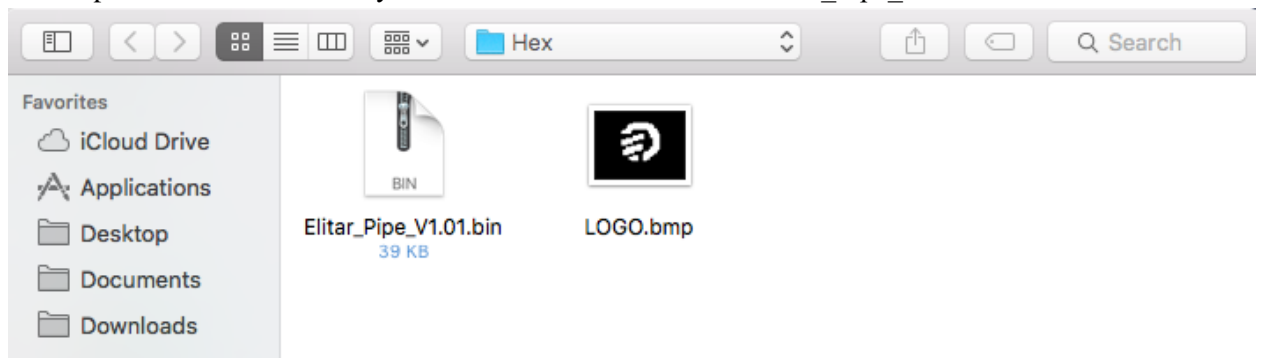 Hex
Search
Favorites
iCloud Drive
Applications
Desktop
Documents
Downloads
BIN
Elitar_Pipe_V1.01.bin
39 KB
LOGO.bmp